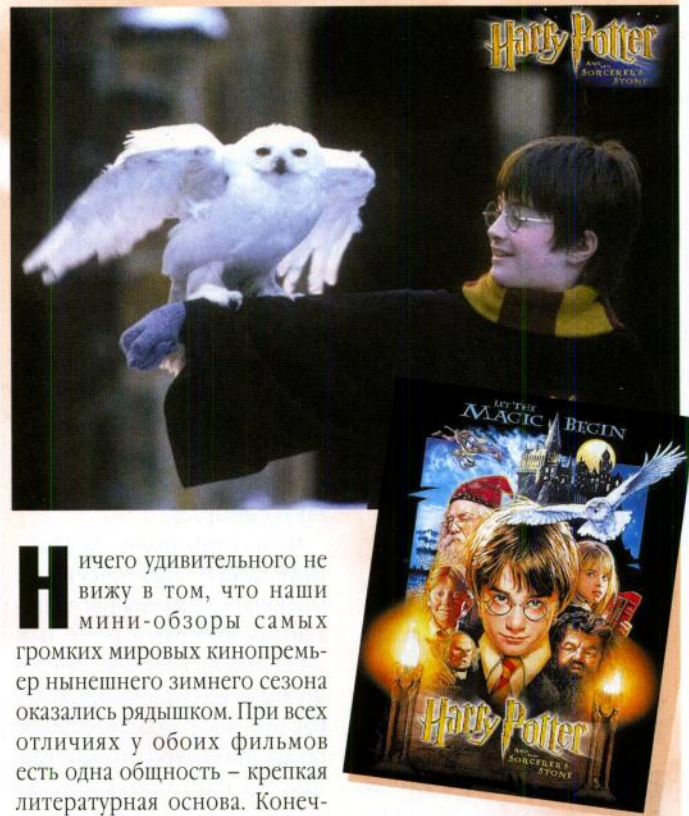 Harry Potter
AND THE
SORCERER'S
STONE
LET THE
MAGIC BEGIN
Harry Potter
AND THE
SORCERER'S
STONE
Ничего удивительного не
вижу в том, что наши
мини-обзоры самых
громких мировых кинопремь-
ер нынешнего зимнего сезона
оказались рядышком. При всех
отличиях у обоих фильмов
есть одна общность – крепкая
литературная основа. Конеч-